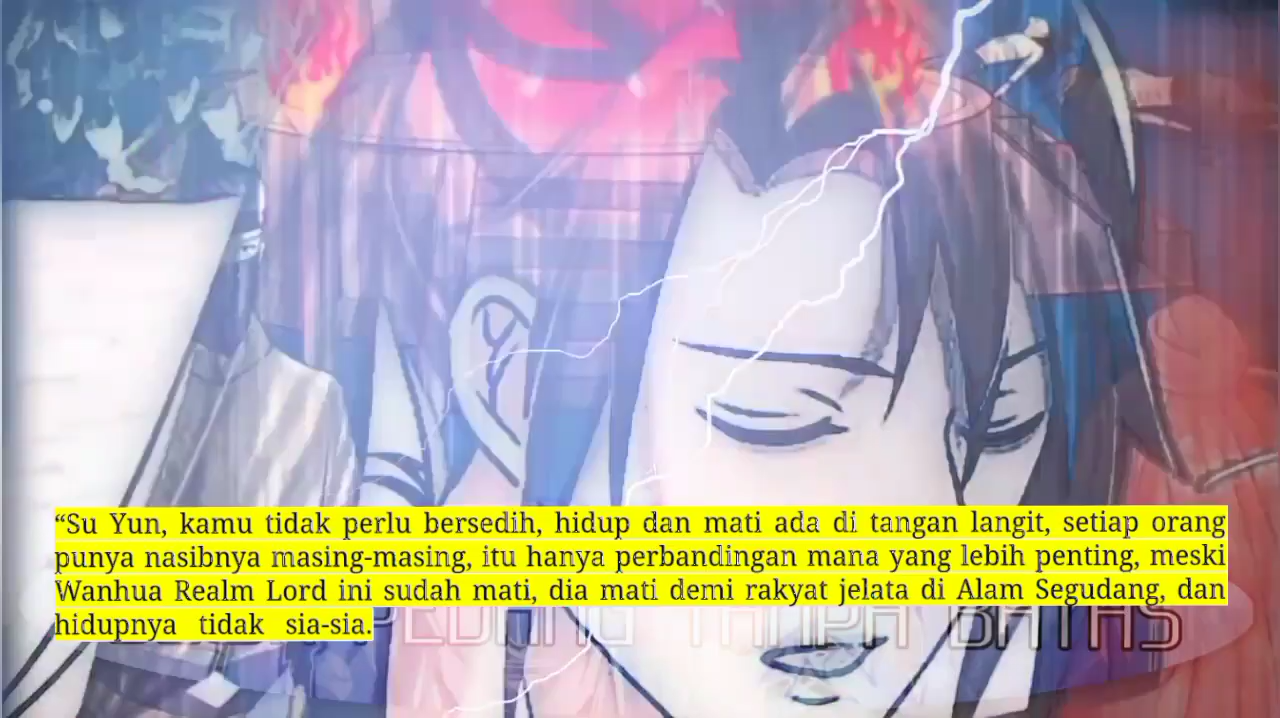 “Su Yun, kamu tidak perlu bersedih, hidup dan mati ada di tangan langit, setiap orang
punya nasibnya masing-masing, itu hanya perbandingan mana yang lebih penting, meski
Wanhua Realm Lord ini sudah mati, dia mati demi rakyat jelata di Alam Segudang, dan
hidupnya tidak sia-sia.
TANPA BATAS